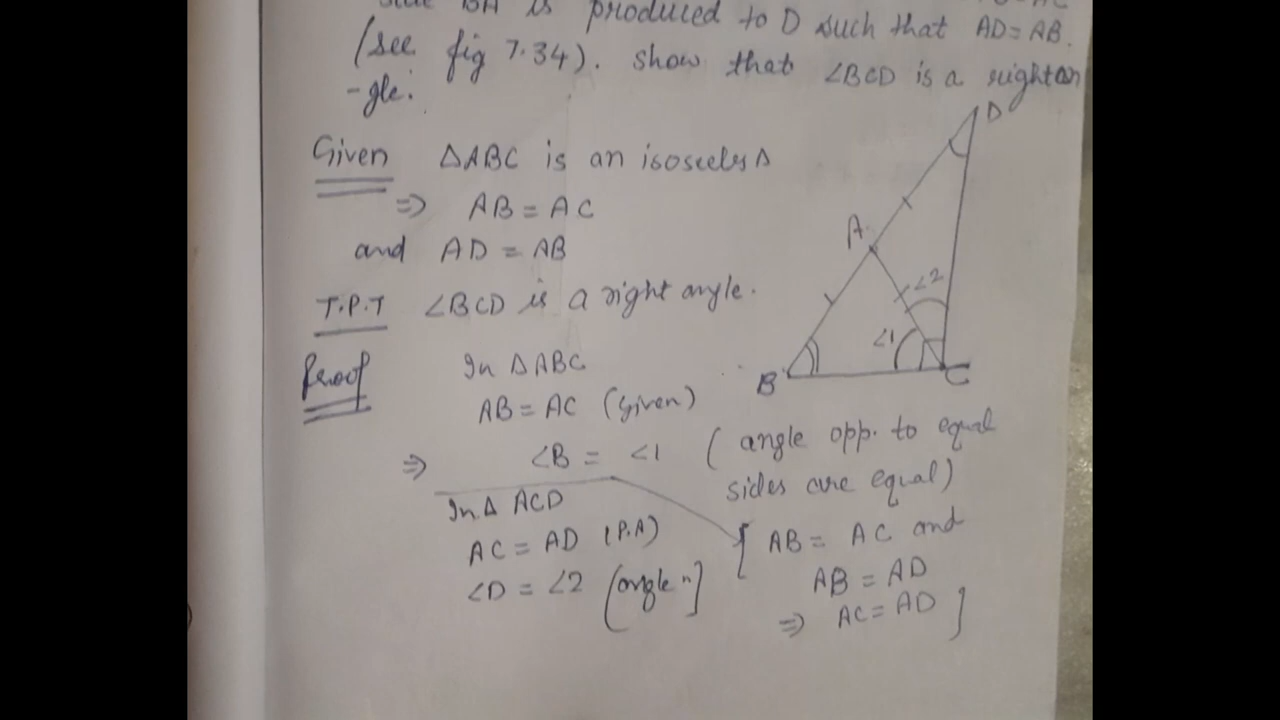 BA is produced to D such that AD = AB.
(see fig 7.34). show that ∠BCD is a right an
-gle.
Given ΔABC is an isosceles Δ
⇒ AB = AC
and AD = AB
T.P.T ∠BCD is a right angle.
Proof In ΔABC
AB = AC (Given)
⇒ ∠B = ∠1 (angle opp. to equal
sides are equal)
In Δ ACD
AC = AD (P.A)
∠D = ∠2 [angle "]
[AB = AC and
AB = AD
⇒ AC = AD]
D
A
∠2
∠1
B
C